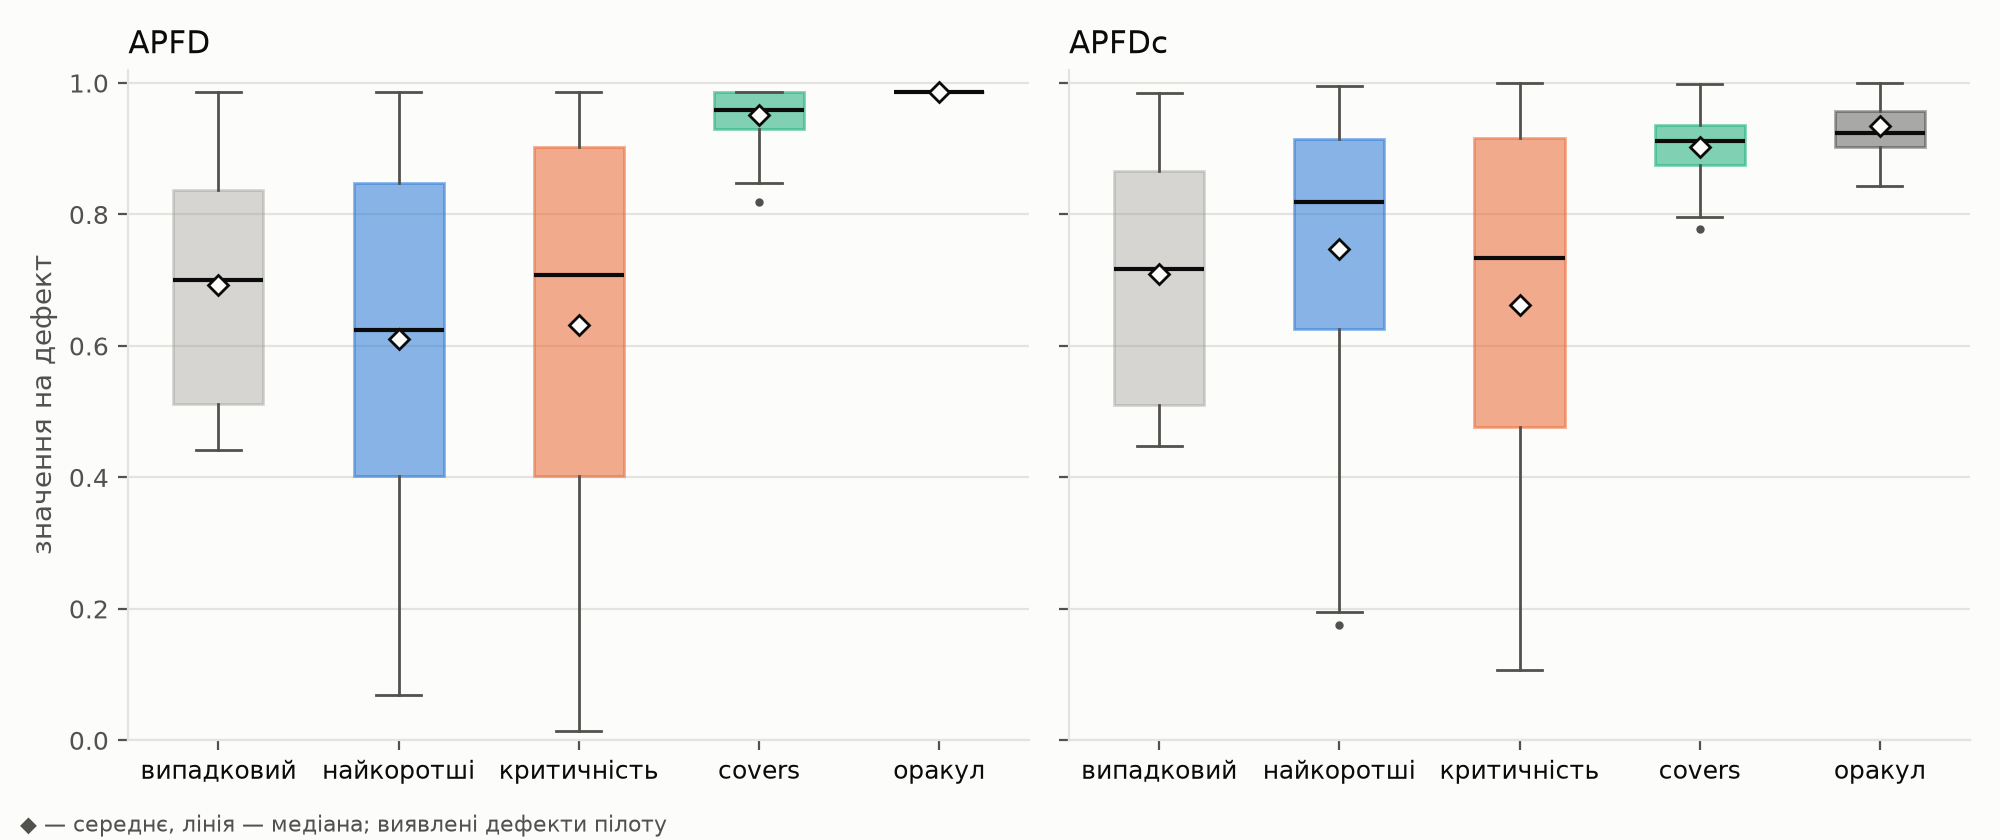 APFD
APFDc
значення на дефект
1.0
0.8
0.6
0.4
0.2
0.0
випадковий найкоротші критичність covers оракул
випадковий найкоротші критичність covers оракул
◆ — середнє, лінія — медіана; виявлені дефекти пілоту